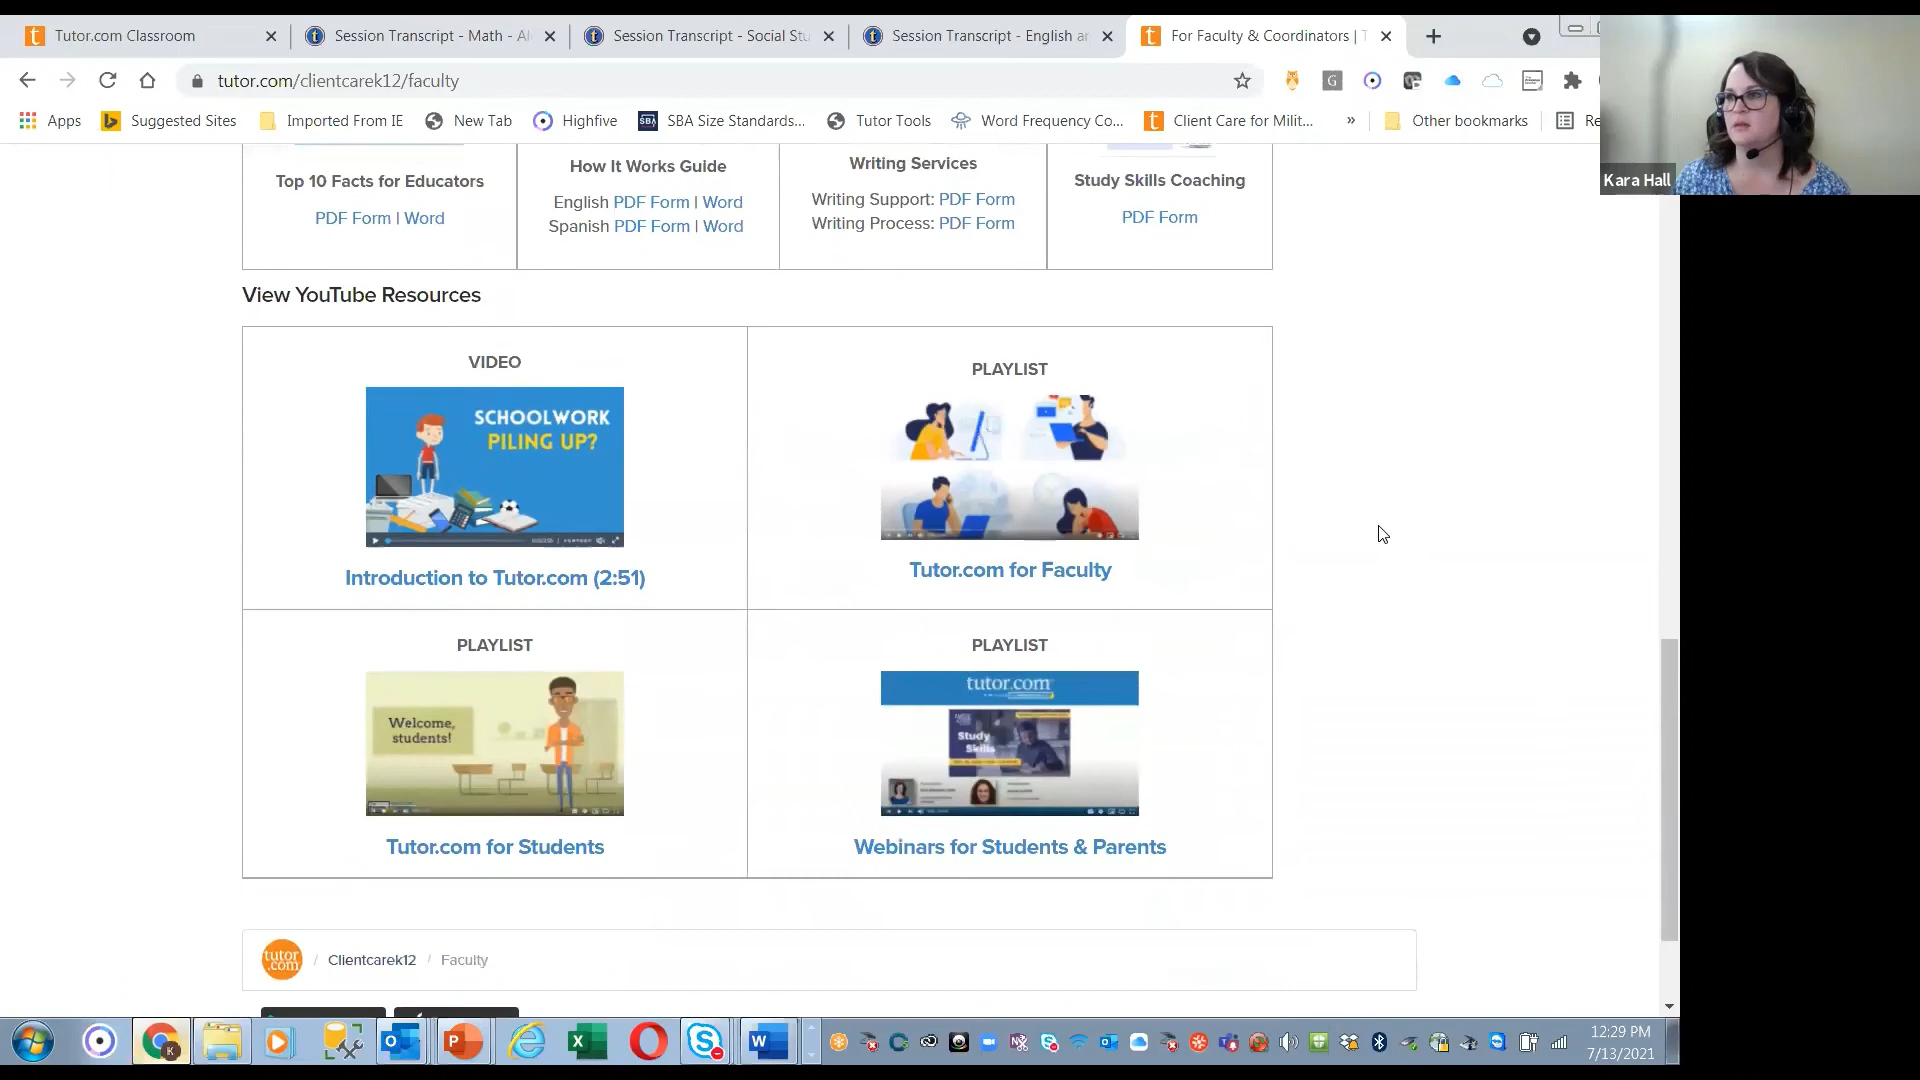 Tutor.com Classroom
Session Transcript - Math - Al
Session Transcript - Social Stu
Session Transcript - English ar
For Faculty & Coordinators | T
tutor.com/clientcarek12/faculty
Apps
Suggested Sites
Imported From IE
New Tab
Highfive
SBA Size Standards...
Tutor Tools
Word Frequency Co...
Client Care for Milit...
»
Other bookmarks
Re
Kara Hall
Top 10 Facts for Educators
PDF Form | Word
How It Works Guide
English PDF Form | Word
Spanish PDF Form | Word
Writing Services
Writing Support: PDF Form
Writing Process: PDF Form
Study Skills Coaching
PDF Form
View YouTube Resources
VIDEO
SCHOOLWORK
PILING UP?
Introduction to Tutor.com (2:51)
PLAYLIST
Tutor.com for Faculty
PLAYLIST
Welcome,
students!
Tutor.com for Students
PLAYLIST
tutor.com
Study
Skills
Webinars for Students & Parents
tutor
.com
/ Clientcarek12 / Faculty
12:29 PM
7/13/2021